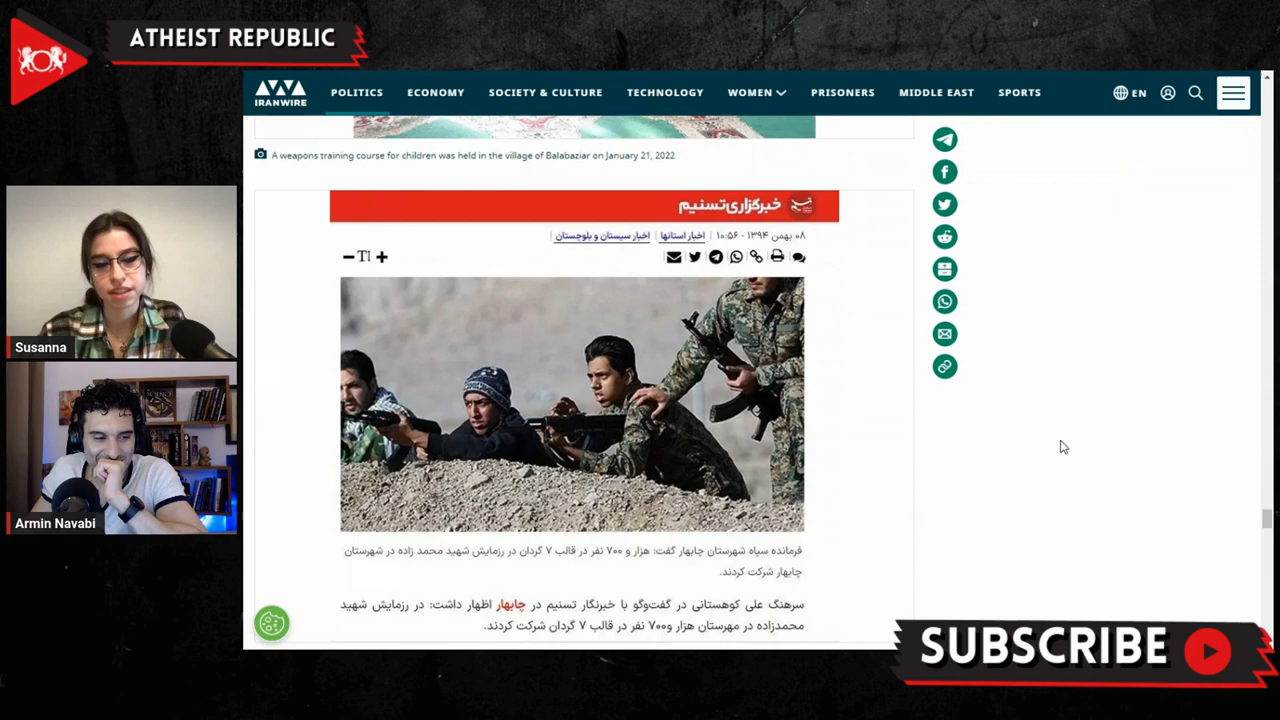 ATHEIST REPUBLIC
IRANWIRE
POLITICS ECONOMY SOCIETY & CULTURE TECHNOLOGY WOMEN PRISONERS MIDDLE EAST SPORTS EN
A weapons training course for children was held in the village of Balabaziar on January 21, 2022
خبرگزاری تسنیم
۰۸ بهمن ۱۳۹۴ - ۱۰:۵۶ | اخبار استانها | اخبار سیستان و بلوچستان |
TI
فرمانده سپاه شهرستان چابهار گفت: هزار و ۷۰۰ نفر در قالب ۷ گردان در رزمایش شهید محمد زاده در شهرستان
چابهار شرکت کردند.
سرهنگ علی کوهستانی در گفت‌وگو با خبرنگار تسنیم در چابهار اظهار داشت: در رزمایش شهید
محمدزاده در مهرستان هزار و۷۰۰ نفر در قالب ۷ گردان شرکت کردند.
Susanna
Armin Navabi
SUBSCRIBE